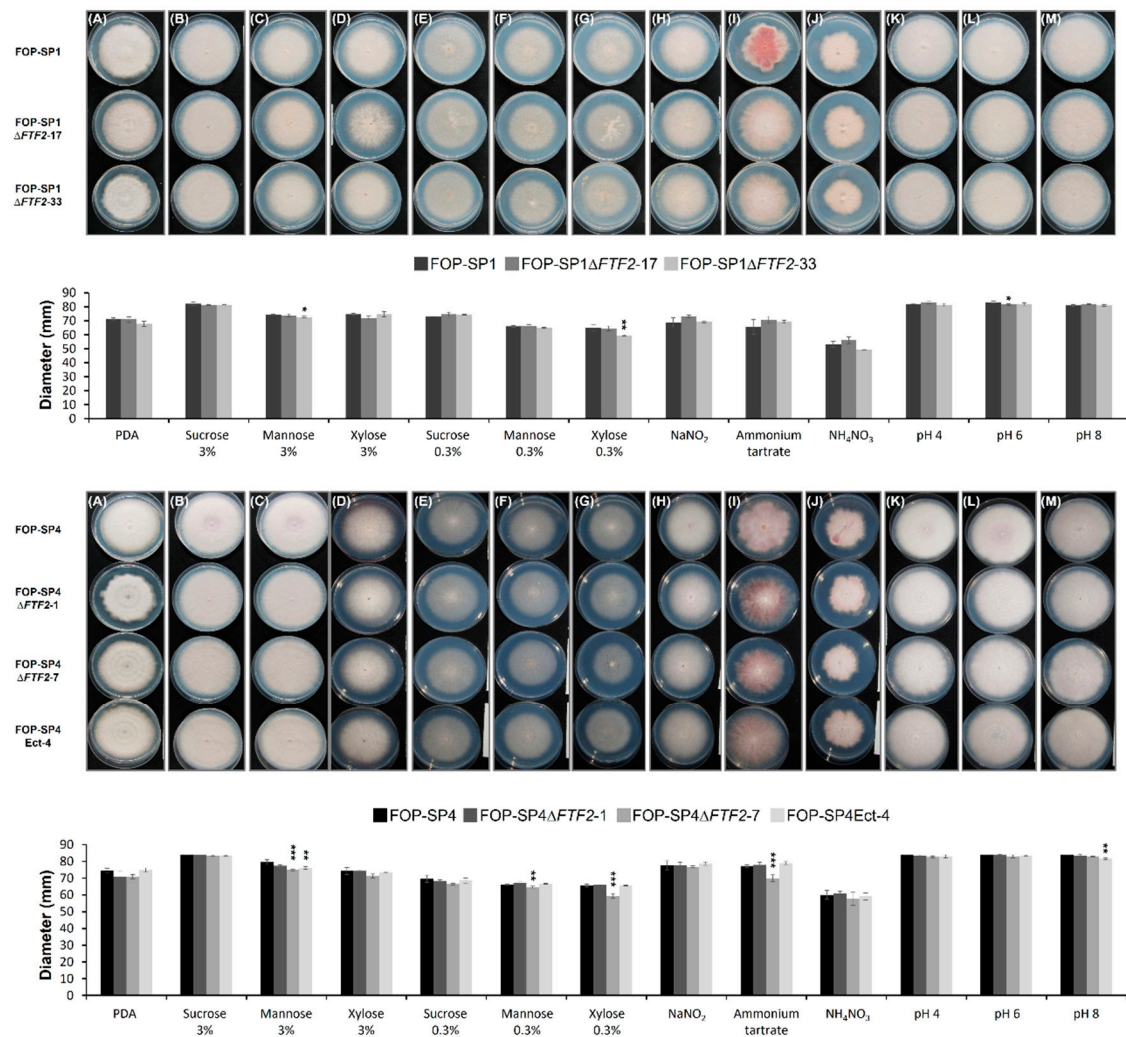 (A) (B) (C) (D) (E) (F) (G) (H) (I) (J) (K) (L) (M)
FOP-SP1
FOP-SP1
ΔFTF2-17
FOP-SP1
ΔFTF2-33
FOP-SP1 FOP-SP1ΔFTF2-17 FOP-SP1ΔFTF2-33
Diameter (mm)
90
80
70
60
50
40
30
20
10
0
* ** *
PDA Sucrose Mannose Xylose Sucrose Mannose Xylose NaNO₂ Ammonium NH₄NO₃ pH 4 pH 6 pH 8
3% 3% 3% 0.3% 0.3% 0.3% tartrate
(A) (B) (C) (D) (E) (F) (G) (H) (I) (J) (K) (L) (M)
FOP-SP4
FOP-SP4
ΔFTF2-1
FOP-SP4
ΔFTF2-7
FOP-SP4
Ect-4
FOP-SP4 FOP-SP4ΔFTF2-1 FOP-SP4ΔFTF2-7 FOP-SP4Ect-4
Diameter (mm)
90
80
70
60
50
40
30
20
10
0
*** ** ** *** *** **
PDA Sucrose Mannose Xylose Sucrose Mannose Xylose NaNO₂ Ammonium NH₄NO₃ pH 4 pH 6 pH 8
3% 3% 3% 0.3% 0.3% 0.3% tartrate